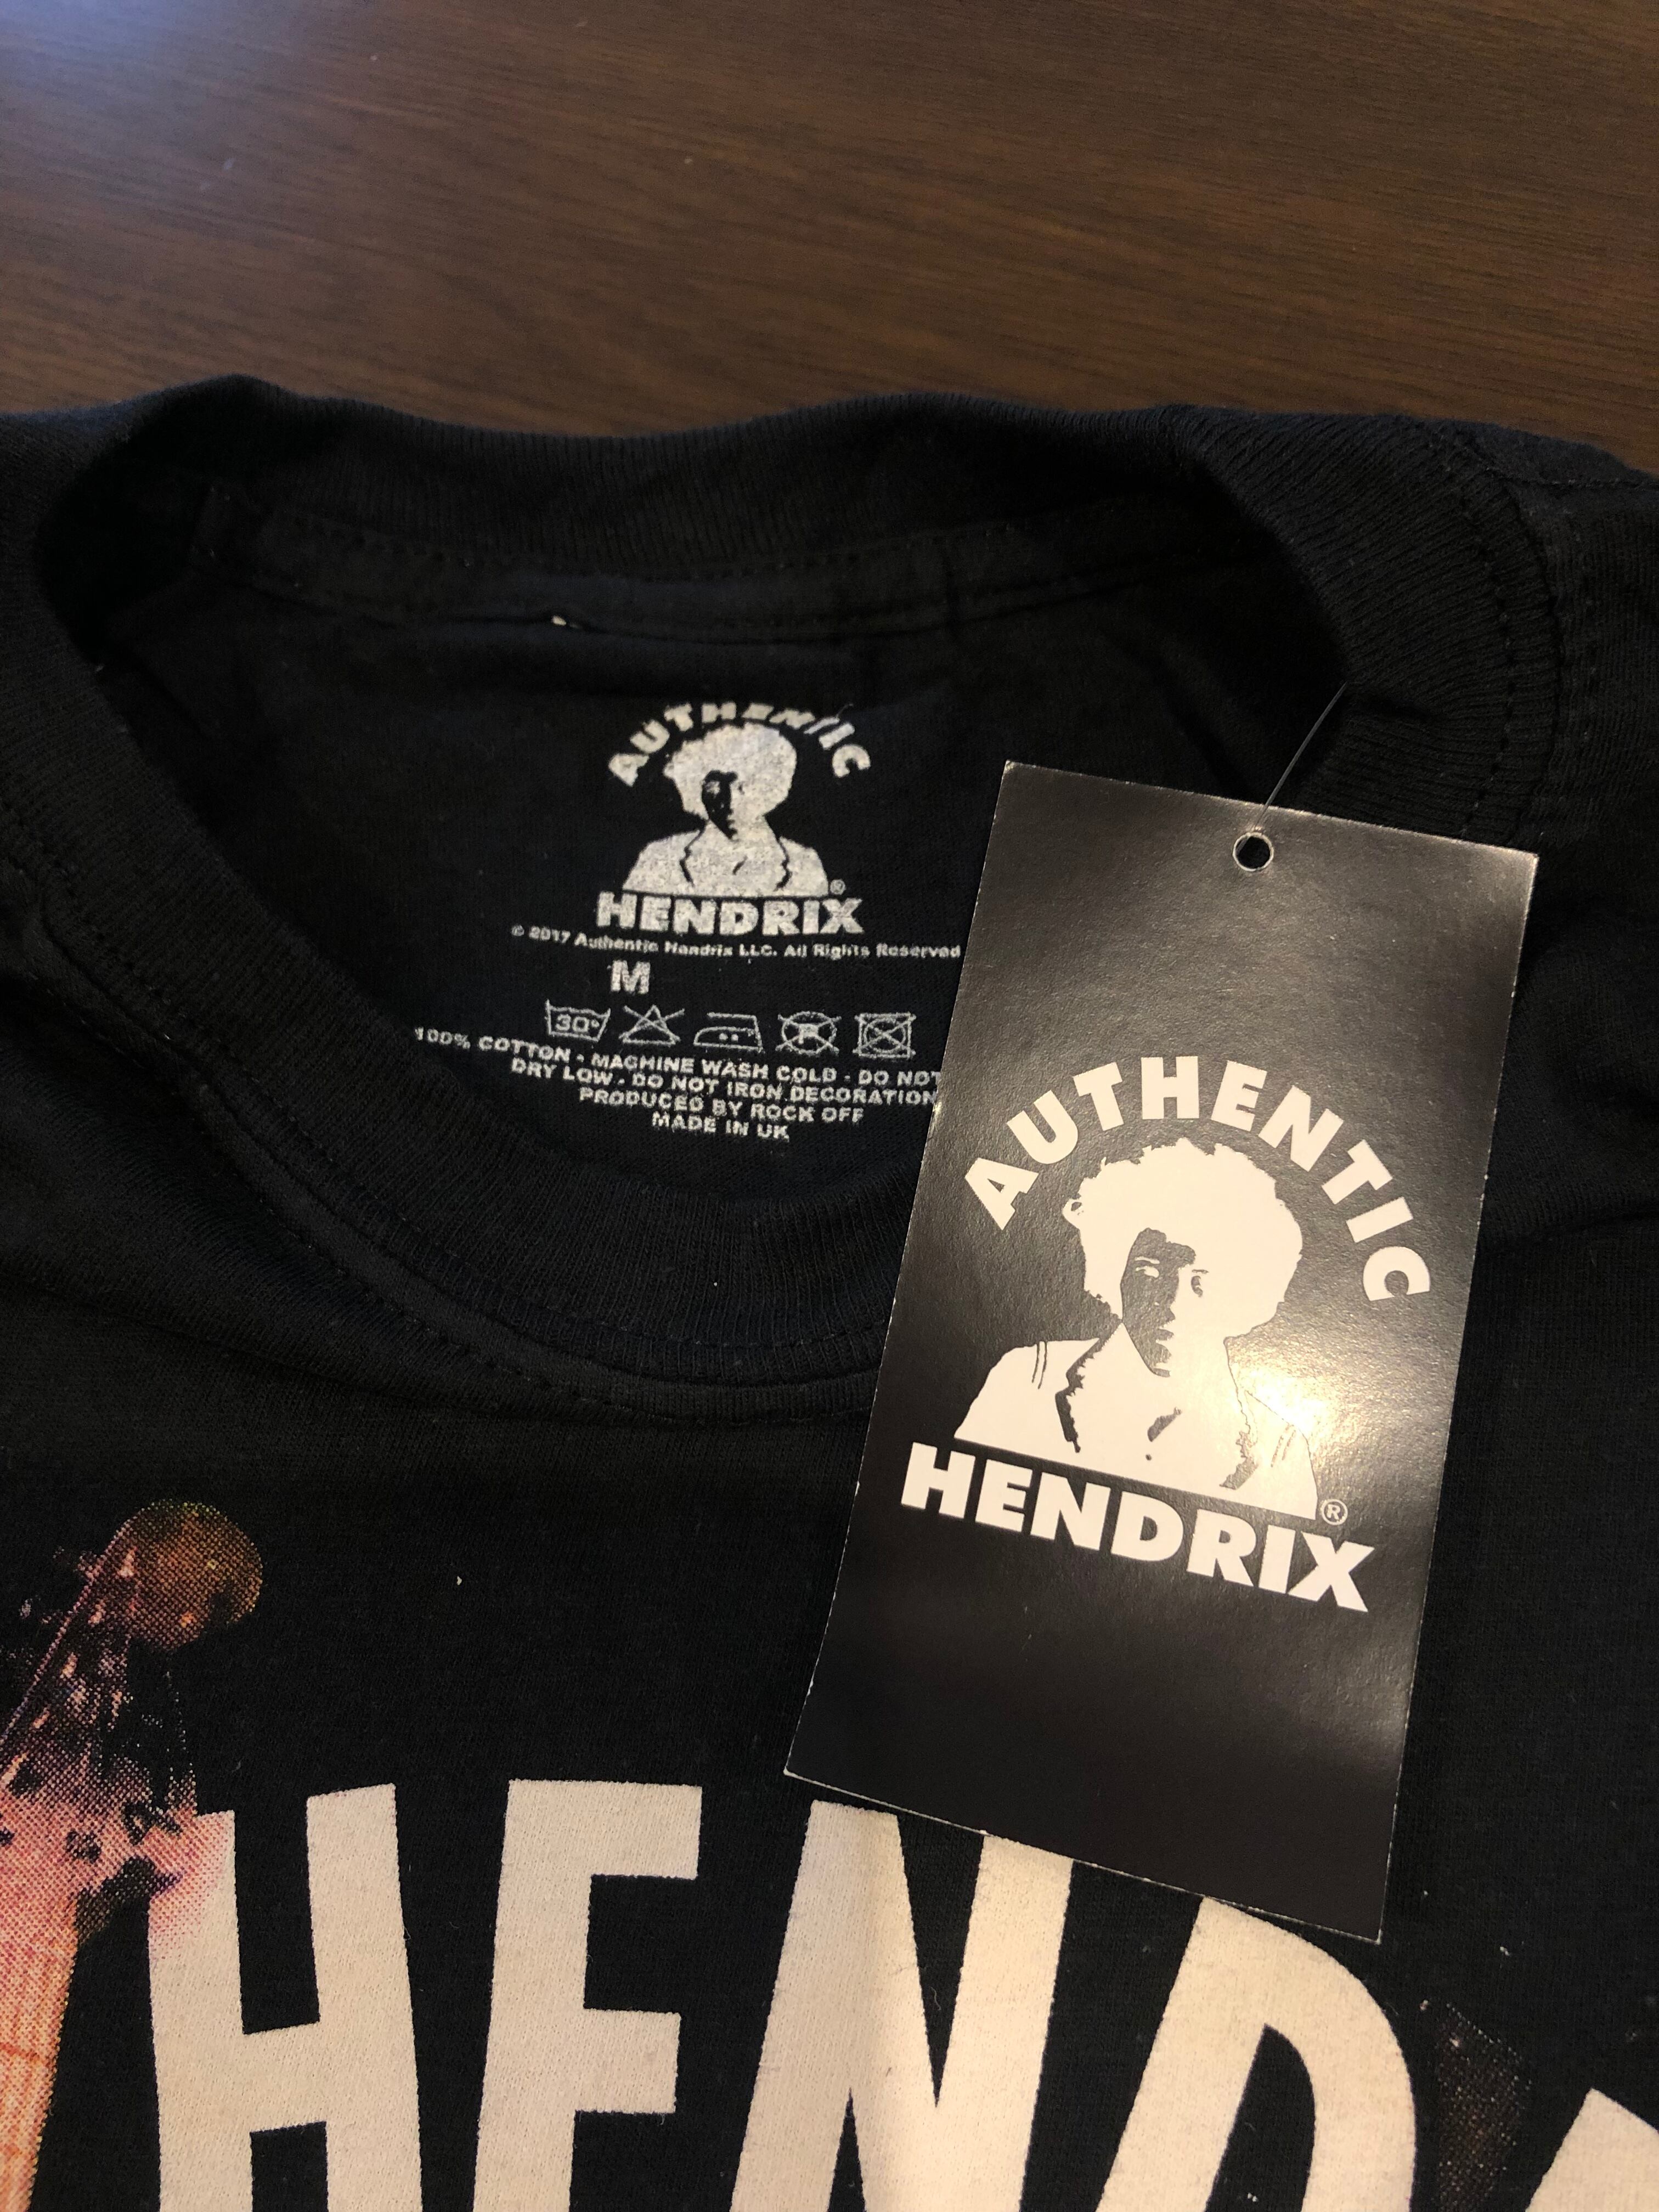 AUTHENTIC
HENDRIX®
© 2017 Authentic Hendrix LLC. All Rights Reserved
M
30°
P
100% COTTON • MACHINE WASH COLD - DO NOT
DRY LOW - DO NOT IRON DECORATION
PRODUCED BY ROCK OFF
MADE IN UK
AUTHENTIC
HENDRIX®
HEND